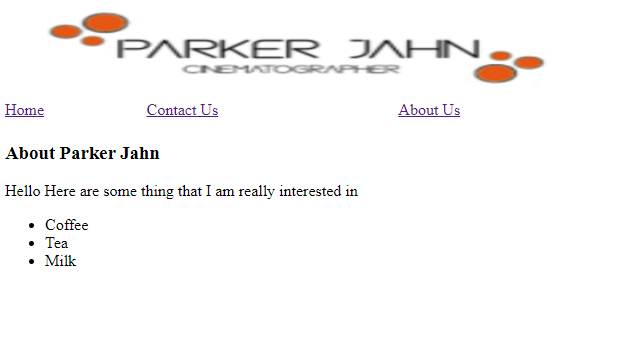 PARKER JAHN
CINEMATOGRAPHER
Home Contact Us About Us
About Parker Jahn
Hello Here are some thing that I am really interested in
Coffee
Tea
Milk